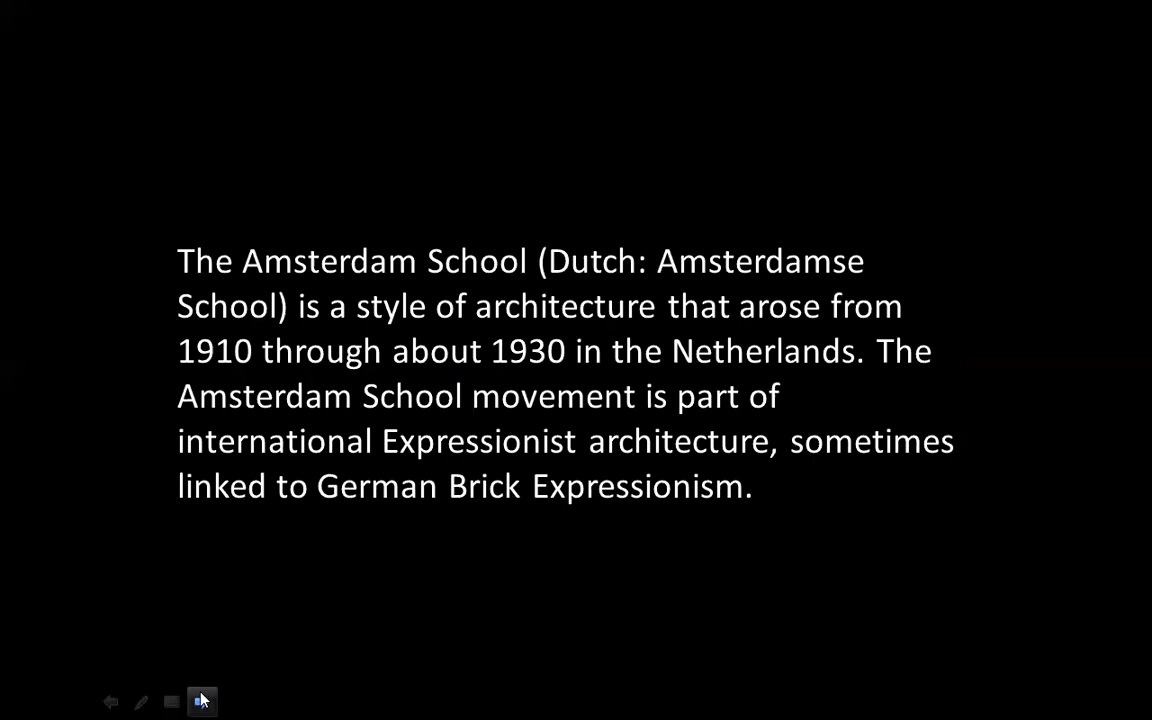 The Amsterdam School (Dutch: Amsterdamse
School) is a style of architecture that arose from
1910 through about 1930 in the Netherlands. The
Amsterdam School movement is part of
international Expressionist architecture, sometimes
linked to German Brick Expressionism.